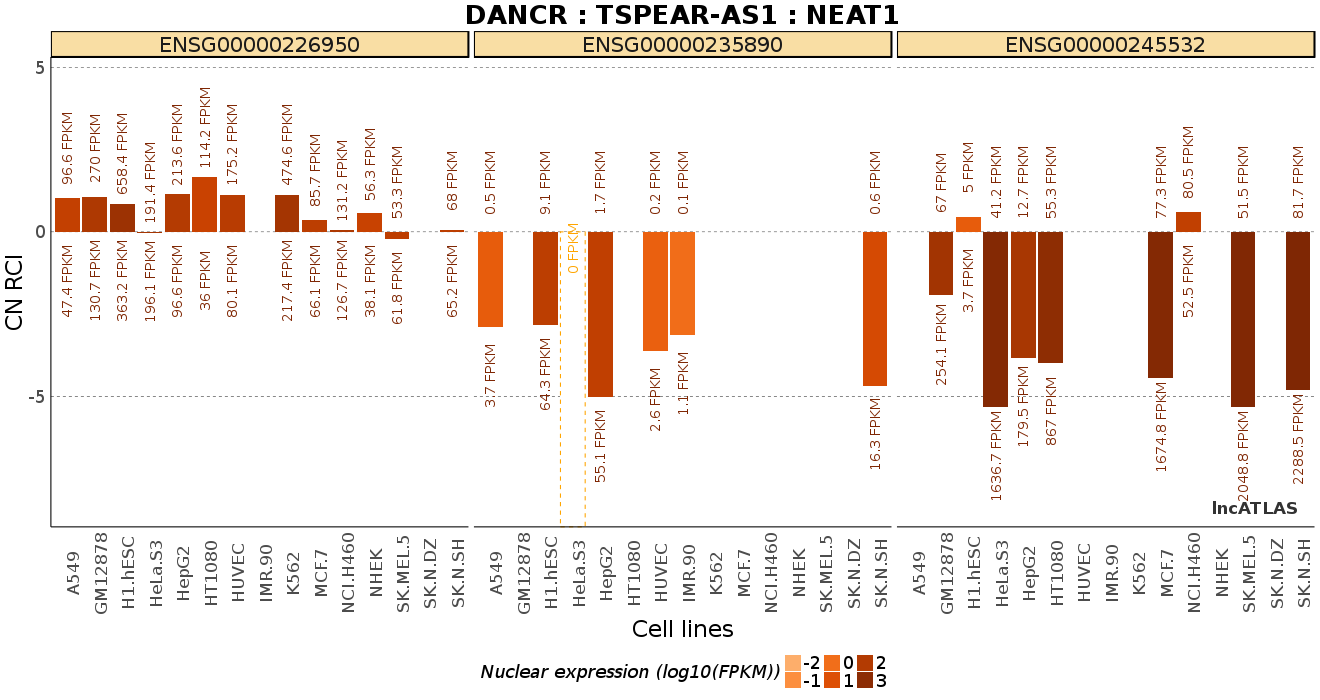 DANCR : TSPEAR-AS1 : NEAT1
ENSG00000226950
ENSG00000235890
ENSG00000245532
CN RCI
5
0
-5
96.6 FPKM
270 FPKM
658.4 FPKM
191.4 FPKM
213.6 FPKM
114.2 FPKM
175.2 FPKM
474.6 FPKM
85.7 FPKM
131.2 FPKM
56.3 FPKM
53.3 FPKM
68 FPKM
47.4 FPKM
130.7 FPKM
363.2 FPKM
196.1 FPKM
96.6 FPKM
36 FPKM
80.1 FPKM
217.4 FPKM
66.1 FPKM
126.7 FPKM
38.1 FPKM
61.8 FPKM
65.2 FPKM
0.5 FPKM
9.1 FPKM
0 FPKM
1.7 FPKM
0.2 FPKM
0.1 FPKM
0.6 FPKM
3.7 FPKM
64.3 FPKM
55.1 FPKM
2.6 FPKM
1.1 FPKM
16.3 FPKM
67 FPKM
5 FPKM
41.2 FPKM
12.7 FPKM
55.3 FPKM
77.3 FPKM
80.5 FPKM
51.5 FPKM
81.7 FPKM
254.1 FPKM
3.7 FPKM
1636.7 FPKM
179.5 FPKM
867 FPKM
1674.8 FPKM
52.5 FPKM
2048.8 FPKM
2288.5 FPKM
lncATLAS
A549
GM12878
H1.hESC
HeLa.S3
HepG2
HT1080
HUVEC
IMR.90
K562
MCF.7
NCI.H460
NHEK
SK.MEL.5
SK.N.DZ
SK.N.SH
A549
GM12878
H1.hESC
HeLa.S3
HepG2
HT1080
HUVEC
IMR.90
K562
MCF.7
NCI.H460
NHEK
SK.MEL.5
SK.N.DZ
SK.N.SH
A549
GM12878
H1.hESC
HeLa.S3
HepG2
HT1080
HUVEC
IMR.90
K562
MCF.7
NCI.H460
NHEK
SK.MEL.5
SK.N.DZ
SK.N.SH
Cell lines
Nuclear expression (log10(FPKM))
-2 0 2
-1 1 3